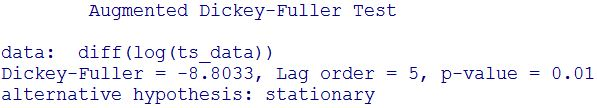 Augmented Dickey-Fuller Test
data:  diff(log(ts_data))
Dickey-Fuller = -8.8033, Lag order = 5, p-value = 0.01
alternative hypothesis: stationary